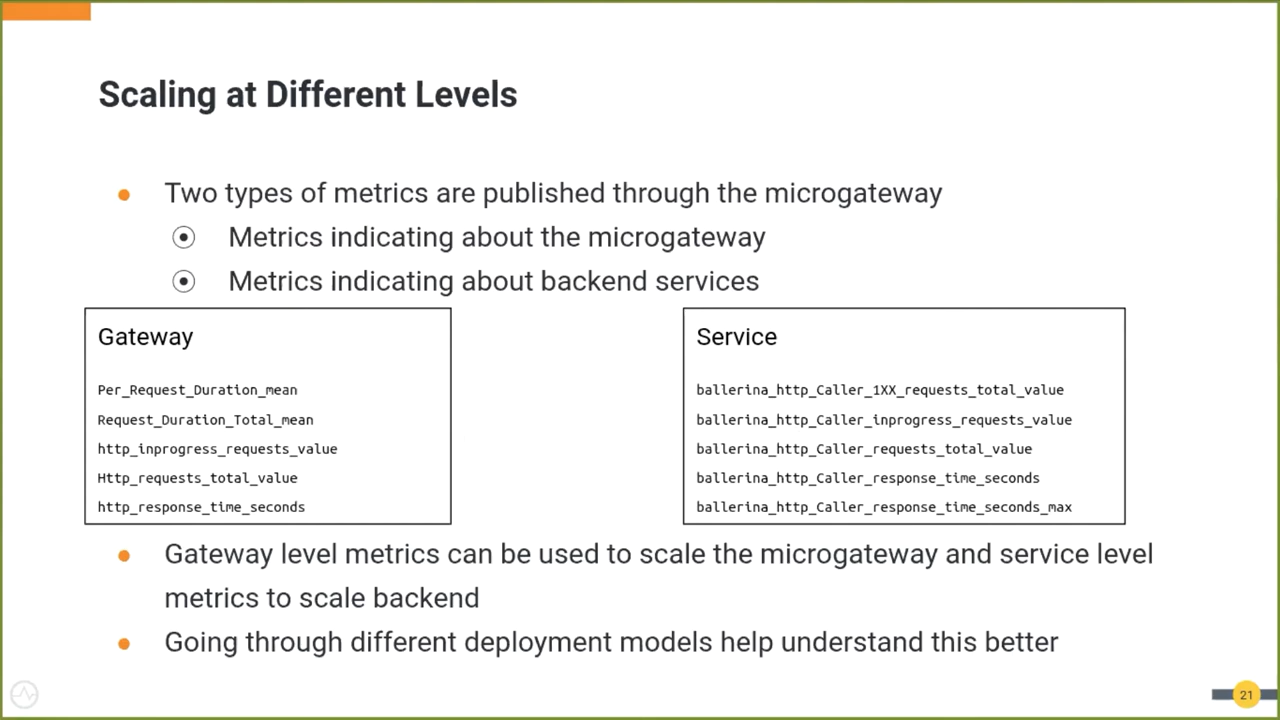 Scaling at Different Levels
Two types of metrics are published through the microgateway
Metrics indicating about the microgateway
Metrics indicating about backend services
Gateway
Per_Request_Duration_mean
Request_Duration_Total_mean
http_inprogress_requests_value
Http_requests_total_value
http_response_time_seconds
Service
ballerina_http_Caller_1XX_requests_total_value
ballerina_http_Caller_inprogress_requests_value
ballerina_http_Caller_requests_total_value
ballerina_http_Caller_response_time_seconds
ballerina_http_Caller_response_time_seconds_max
Gateway level metrics can be used to scale the microgateway and service level
metrics to scale backend
Going through different deployment models help understand this better
21